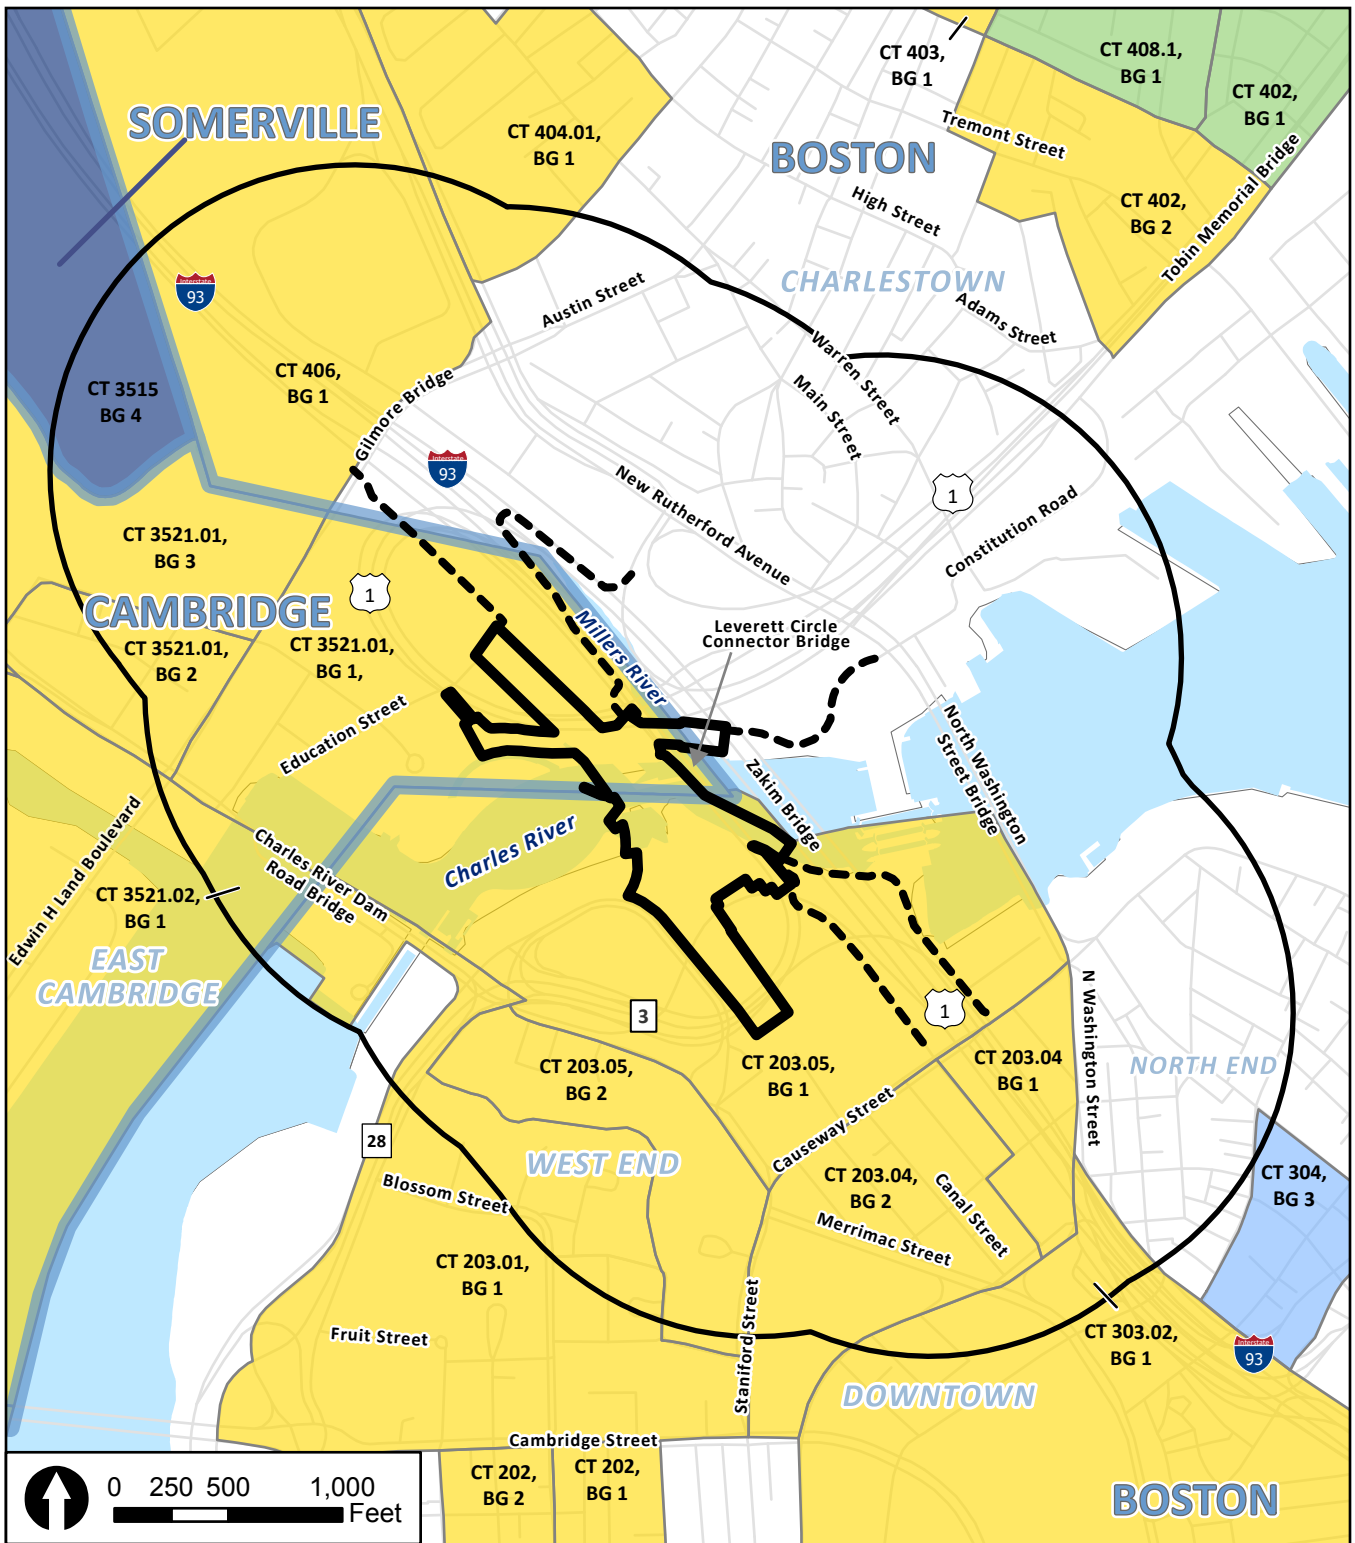 CT 403,
BG 1
CT 408.1,
BG 1
CT 402,
BG 1
SOMERVILLE
CT 404.01,
BG 1
Tremont Street
BOSTON
High Street
CT 402,
BG 2
Tobin Memorial Bridge
CHARLESTOWN
Interstate
93
Austin Street
Adams Street
Warren Street
Main Street
CT 406,
BG 1
CT 3515
BG 4
Gilmore Bridge
Interstate
93
New Rutherford Avenue
1
Constitution Road
CT 3521.01,
BG 3
1
CAMBRIDGE
CT 3521.01,
BG 2
CT 3521.01,
BG 1,
Millers River
Leverett Circle
Connector Bridge
Education Street
North Washington
Street Bridge
Zakim Bridge
Edwin H Land Boulevard
Charles River Dam
Road Bridge
Charles River
CT 3521.02,
BG 1
EAST
CAMBRIDGE
3
1
N Washington Street
CT 203.05,
BG 2
CT 203.05,
BG 1
CT 203.04
BG 1
NORTH END
28
Causeway Street
WEST END
Blossom Street
CT 203.04,
BG 2
Canal Street
Merrimac Street
CT 304,
BG 3
CT 203.01,
BG 1
Fruit Street
Staniford Street
CT 303.02,
BG 1
Interstate
93
DOWNTOWN
Cambridge Street
CT 202,
BG 2
CT 202,
BG 1
BOSTON
0 250 500 1,000
Feet